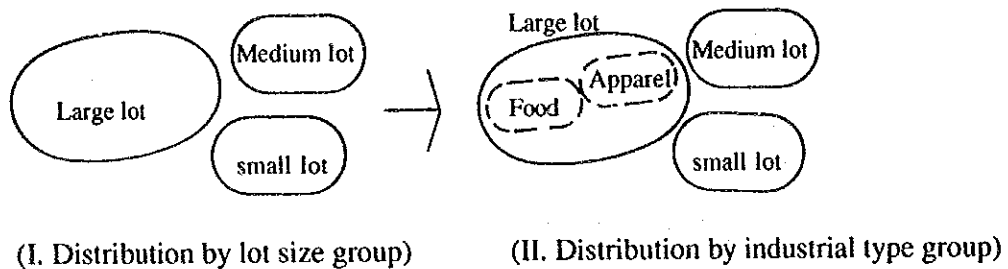 Medium lot
Large lot
small lot
Large lot
Medium lot
Apparel
Food
small lot
(I. Distribution by lot size group)
(II. Distribution by industrial type group)